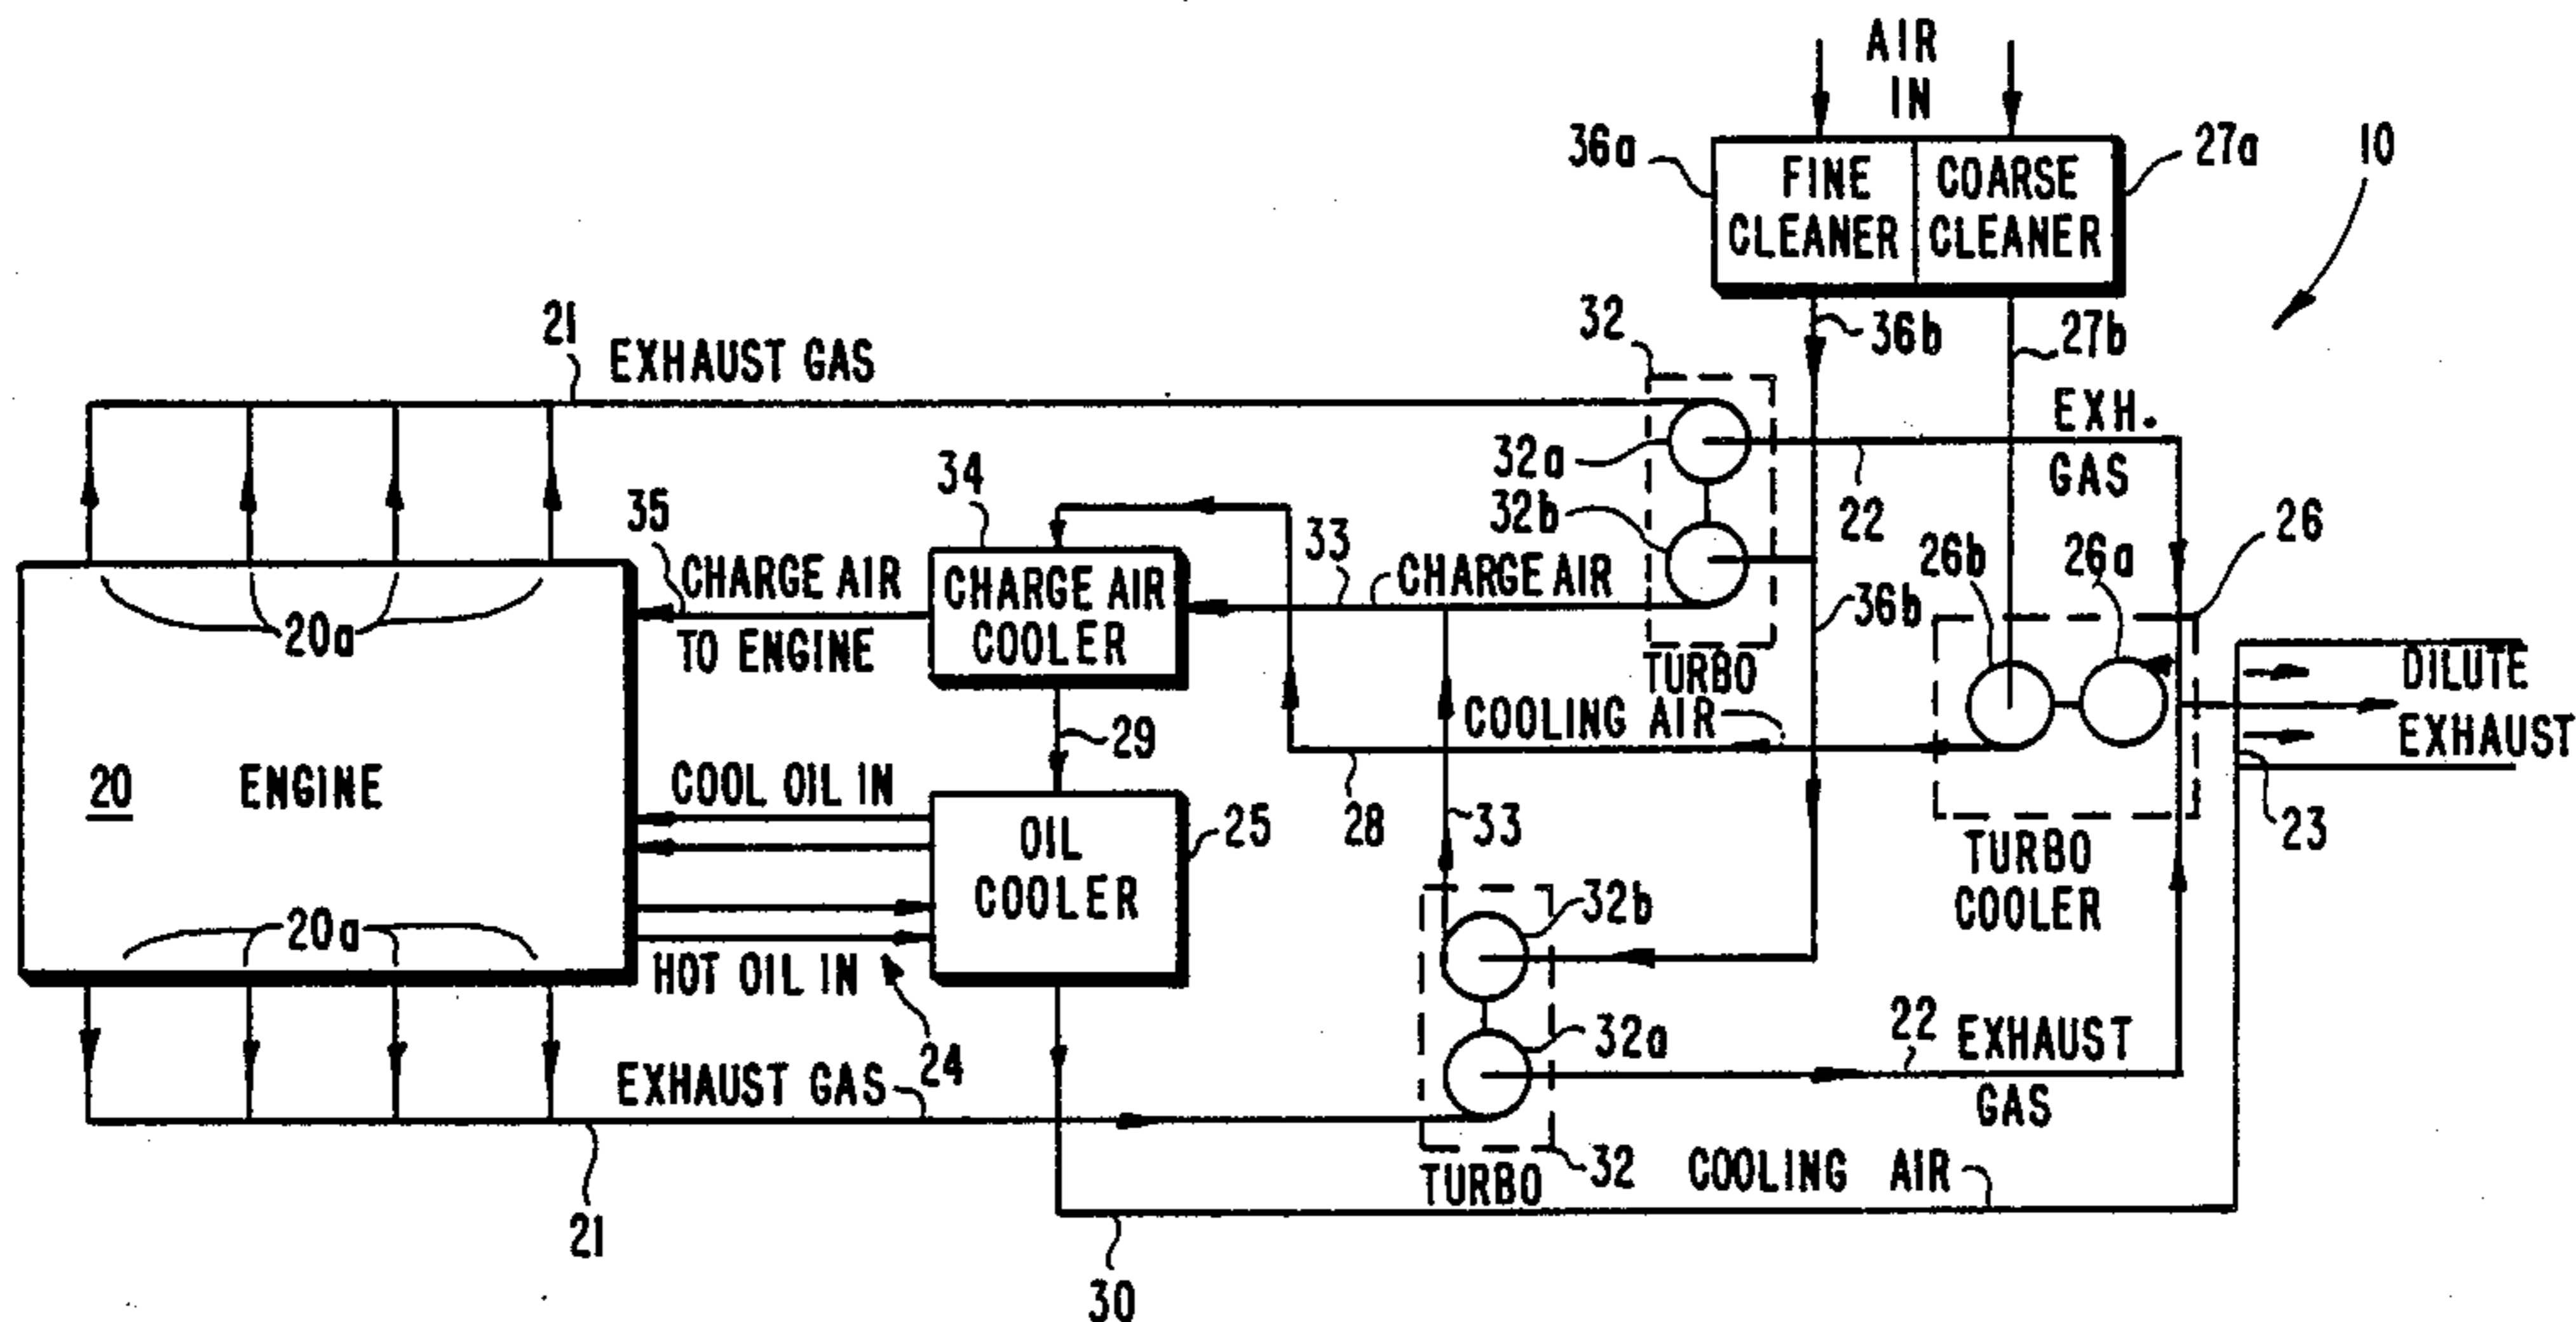 AIR
IN
36a
FINE
CLEANER
COARSE
CLEANER
27a
10
21
EXHAUST GAS
32
36b
27b
EXH.
GAS
32a
22
34
32b
26
35
CHARGE AIR
TO ENGINE
CHARGE AIR
COOLER
33
CHARGE AIR
26b
26a
20a
36b
TURBO
COOLING AIR
DILUTE
EXHAUST
29
20
ENGINE
COOL OIL IN
OIL
COOLER
25
28
33
23
TURBO
COOLER
20a
32b
HOT OIL IN
32a
22
EXHAUST
GAS
24
EXHAUST GAS
21
TURBO
32
COOLING AIR
30